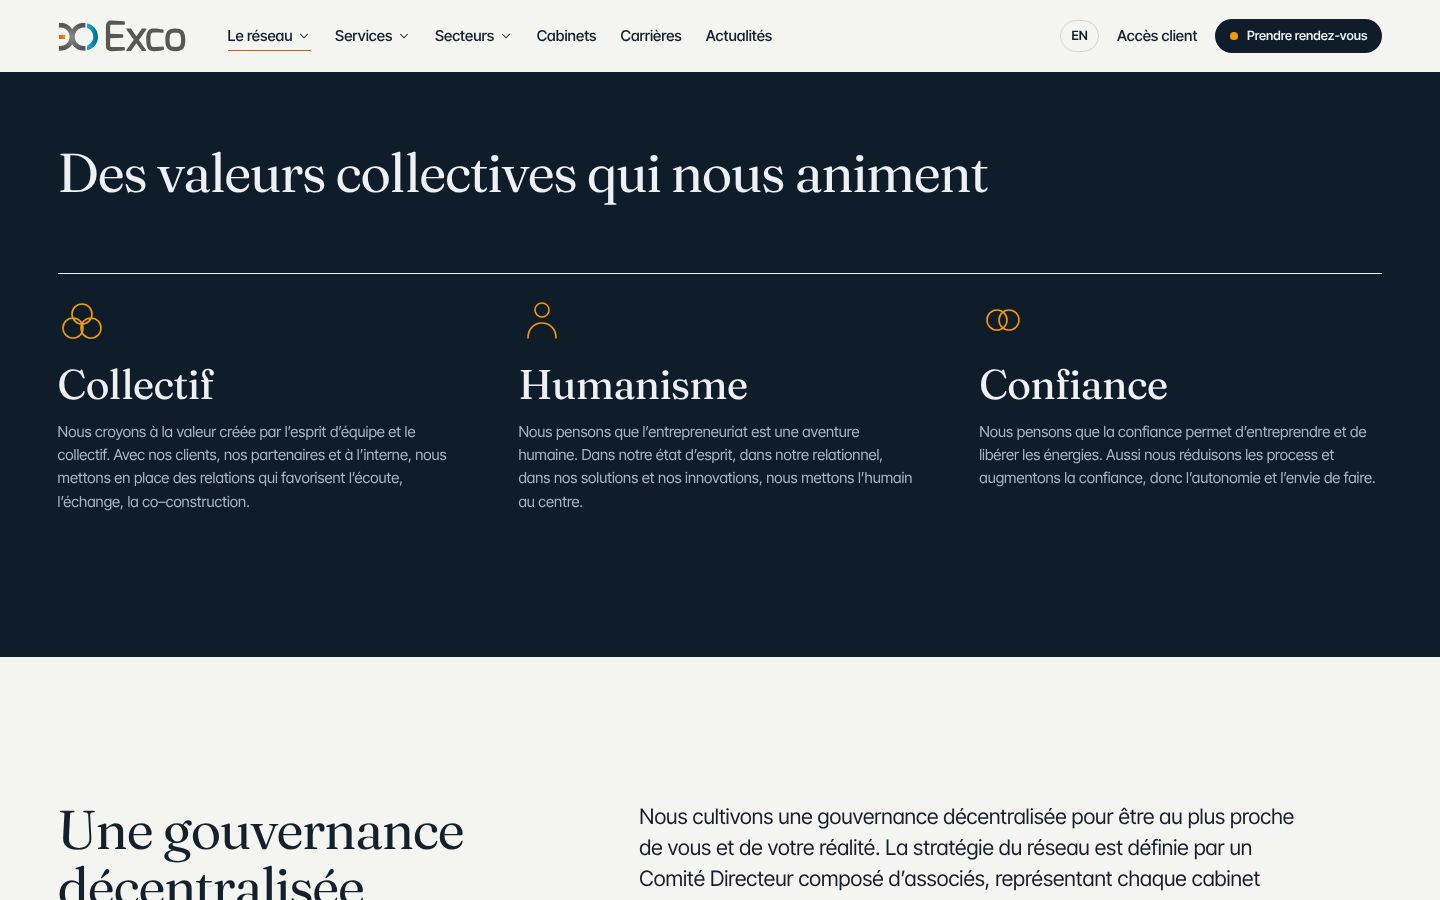 Exco
Le réseau
Services
Secteurs
Cabinets
Carrières
Actualités
EN
Accès client
Prendre rendez-vous
Des valeurs collectives qui nous animent
Collectif
Nous croyons à la valeur créée par l’esprit d’équipe et le
collectif. Avec nos clients, nos partenaires et à l’interne, nous
mettons en place des relations qui favorisent l’écoute,
l’échange, la co–construction.
Humanisme
Nous pensons que l’entrepreneuriat est une aventure
humaine. Dans notre état d’esprit, dans notre relationnel,
dans nos solutions et nos innovations, nous mettons l’humain
au centre.
Confiance
Nous pensons que la confiance permet d’entreprendre et de
libérer les énergies. Aussi nous réduisons les process et
augmentons la confiance, donc l’autonomie et l’envie de faire.
Une gouvernance
décentralisée
Nous cultivons une gouvernance décentralisée pour être au plus proche
de vous et de votre réalité. La stratégie du réseau est définie par un
Comité Directeur composé d’associés, représentant chaque cabinet